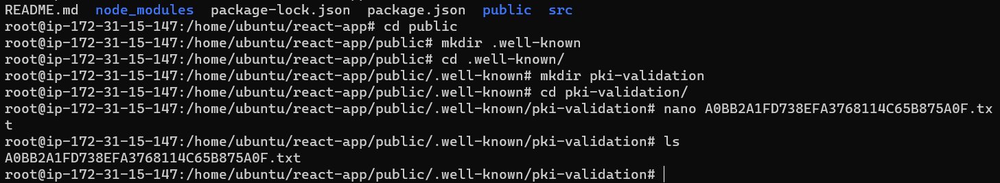 README.md  node_modules  package-lock.json  package.json  public  src
root@ip-172-31-15-147:/home/ubuntu/react-app# cd public
root@ip-172-31-15-147:/home/ubuntu/react-app/public# mkdir .well-known
root@ip-172-31-15-147:/home/ubuntu/react-app/public# cd .well-known/
root@ip-172-31-15-147:/home/ubuntu/react-app/public/.well-known# mkdir pki-validation
root@ip-172-31-15-147:/home/ubuntu/react-app/public/.well-known# cd pki-validation/
root@ip-172-31-15-147:/home/ubuntu/react-app/public/.well-known/pki-validation# nano A0BB2A1FD738EFA3768114C65B875A0F.tx
t
root@ip-172-31-15-147:/home/ubuntu/react-app/public/.well-known/pki-validation# ls
A0BB2A1FD738EFA3768114C65B875A0F.txt
root@ip-172-31-15-147:/home/ubuntu/react-app/public/.well-known/pki-validation#